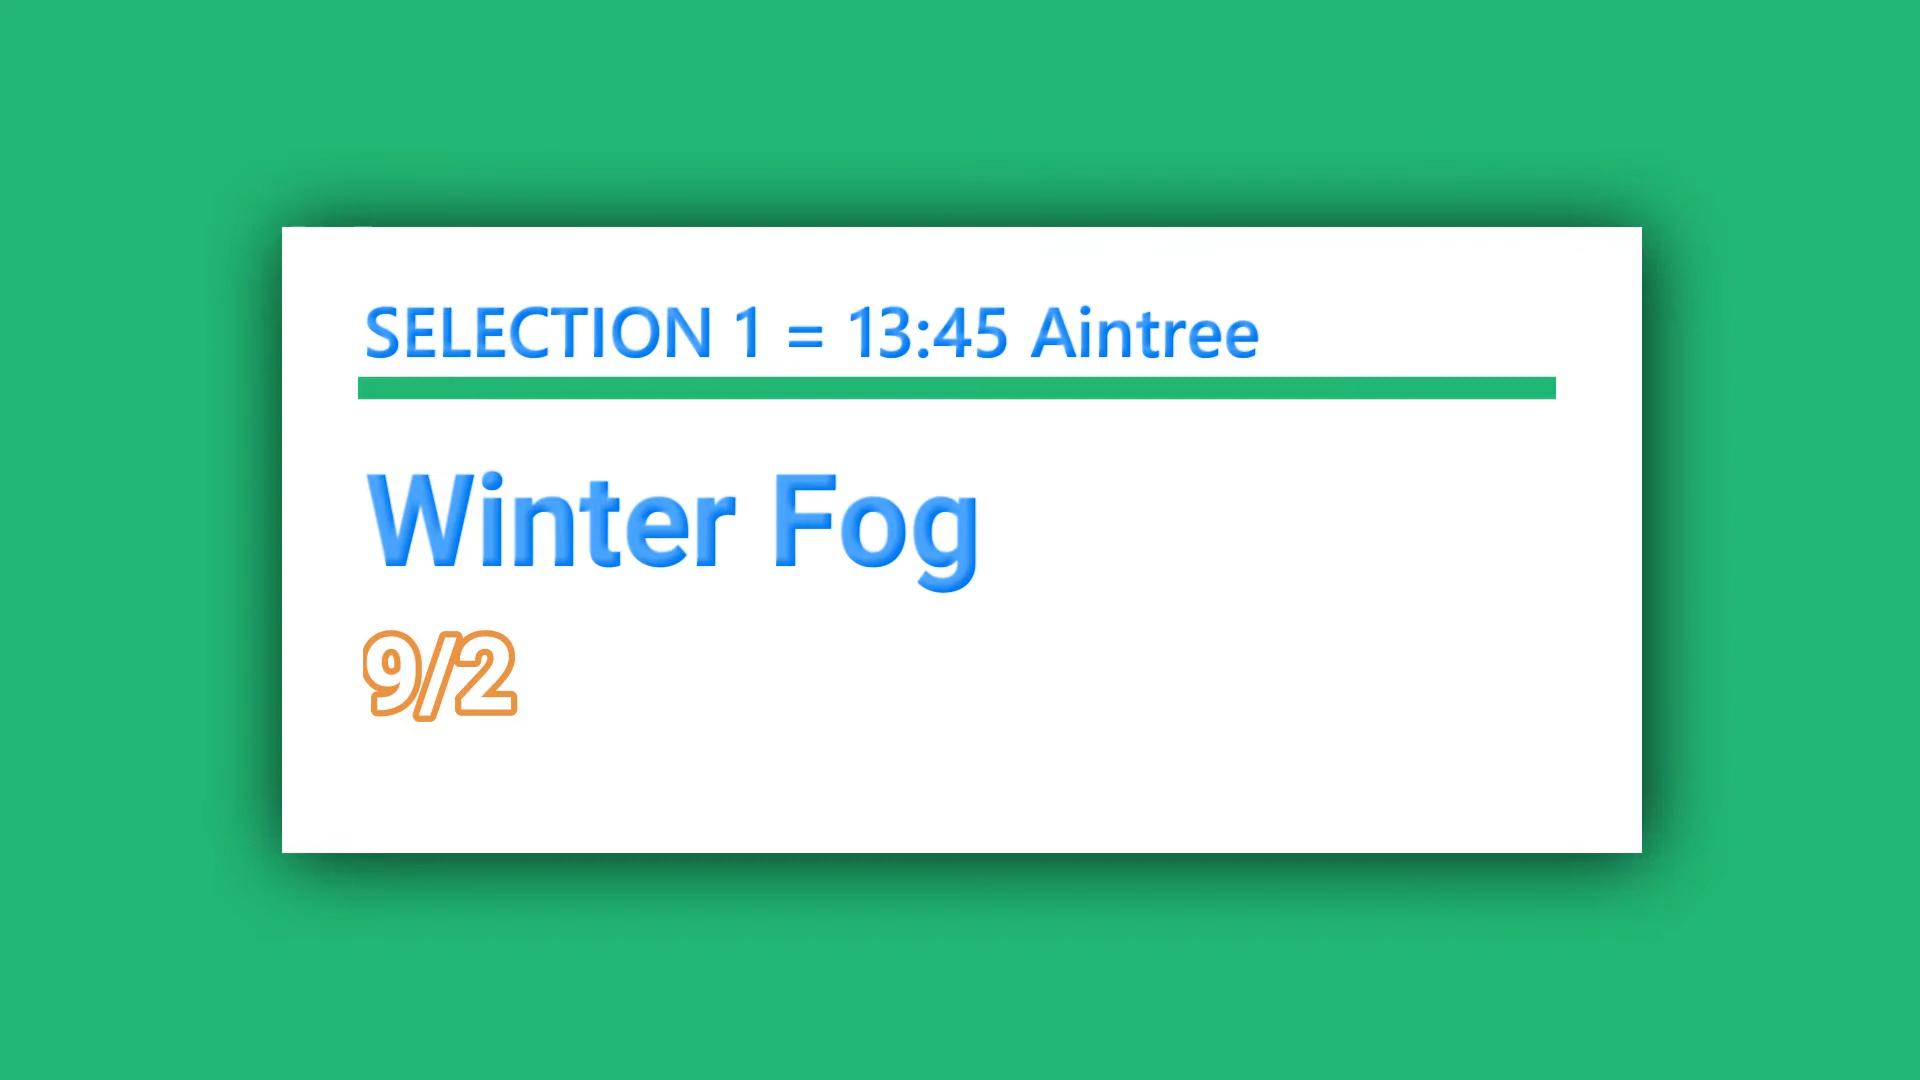 SELECTION 1 = 13:45 Aintree
Winter Fog
9/2